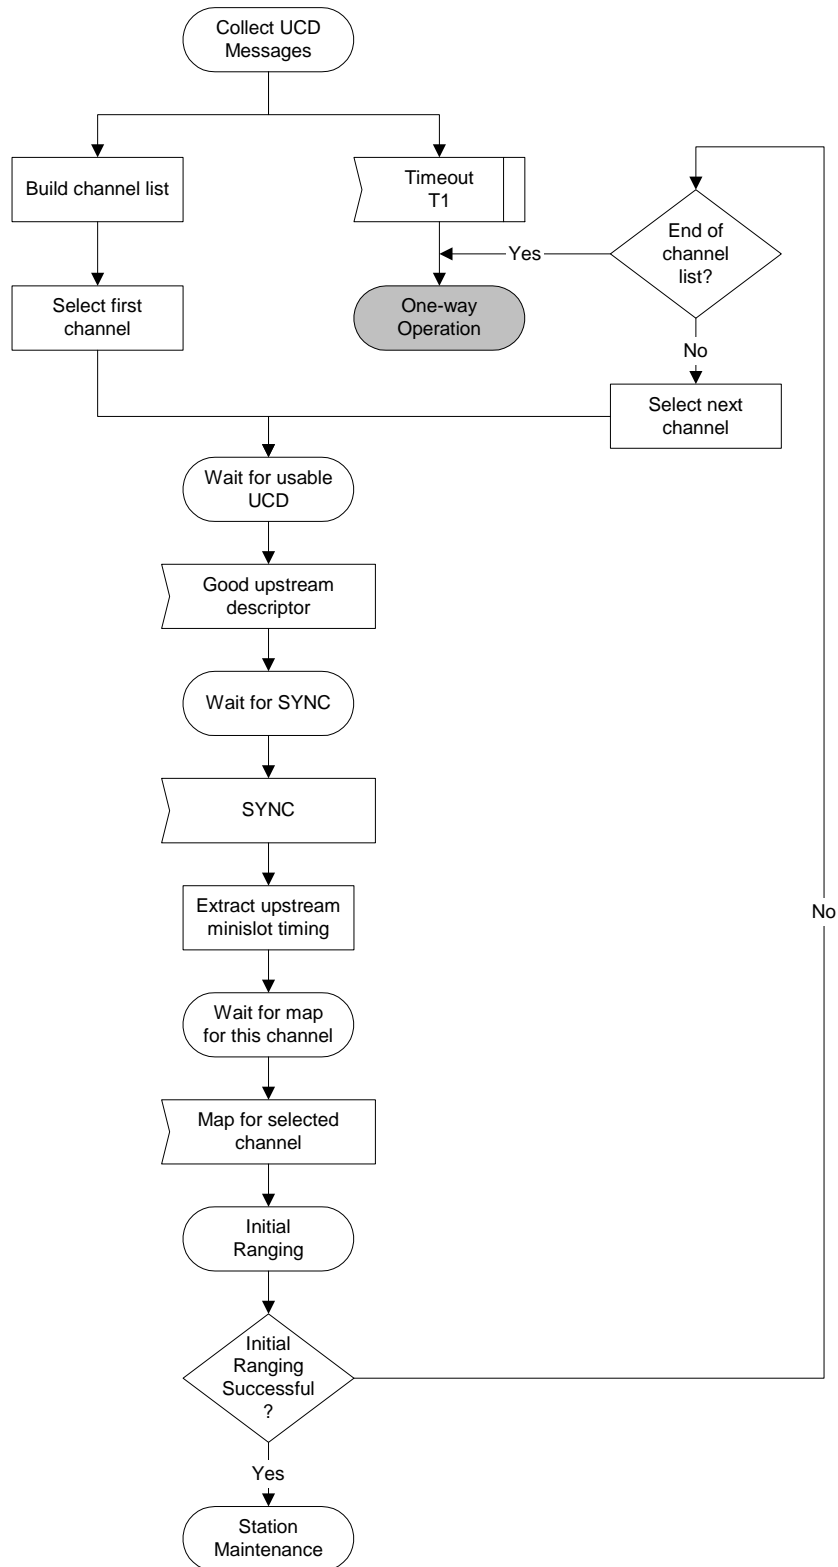 Collect UCD
Messages
Build channel list
Timeout
T1
End of
channel
list?
Yes
Select first
channel
One-way
Operation
No
Select next
channel
Wait for usable
UCD
Good upstream
descriptor
Wait for SYNC
SYNC
Extract upstream
minislot timing
No
Wait for map
for this channel
Map for selected
channel
Initial
Ranging
Initial
Ranging
Successful
?
Yes
Station
Maintenance